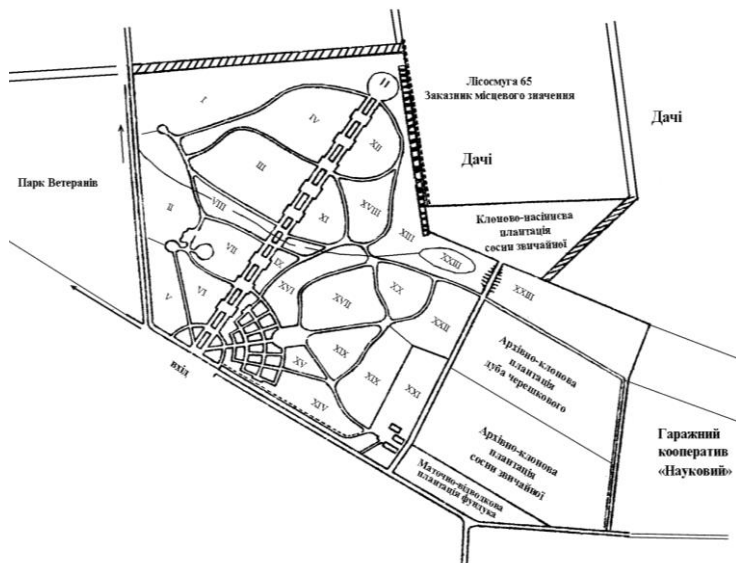 Лісосмуга 65
Заказник місцевого значення
Дачі
Дачі
Парк Ветеранів
I
II
IV
XII
III
VIII
XI
XVIII
XIII
II
VII
IX
XVI
XXIII
Клоново-насіннєва
плантація
сосни звичайної
XXIII
V
VI
XVII
XX
XXII
XV
XIX
XIX
XXI
XIV
вхід
Архівно-клонова
плантація
дуба черешкового
Архівно-клонова
плантація
сосни звичайної
Маточно-відводкова
плантація фундука
Гаражний
кооператив
«Науковий»